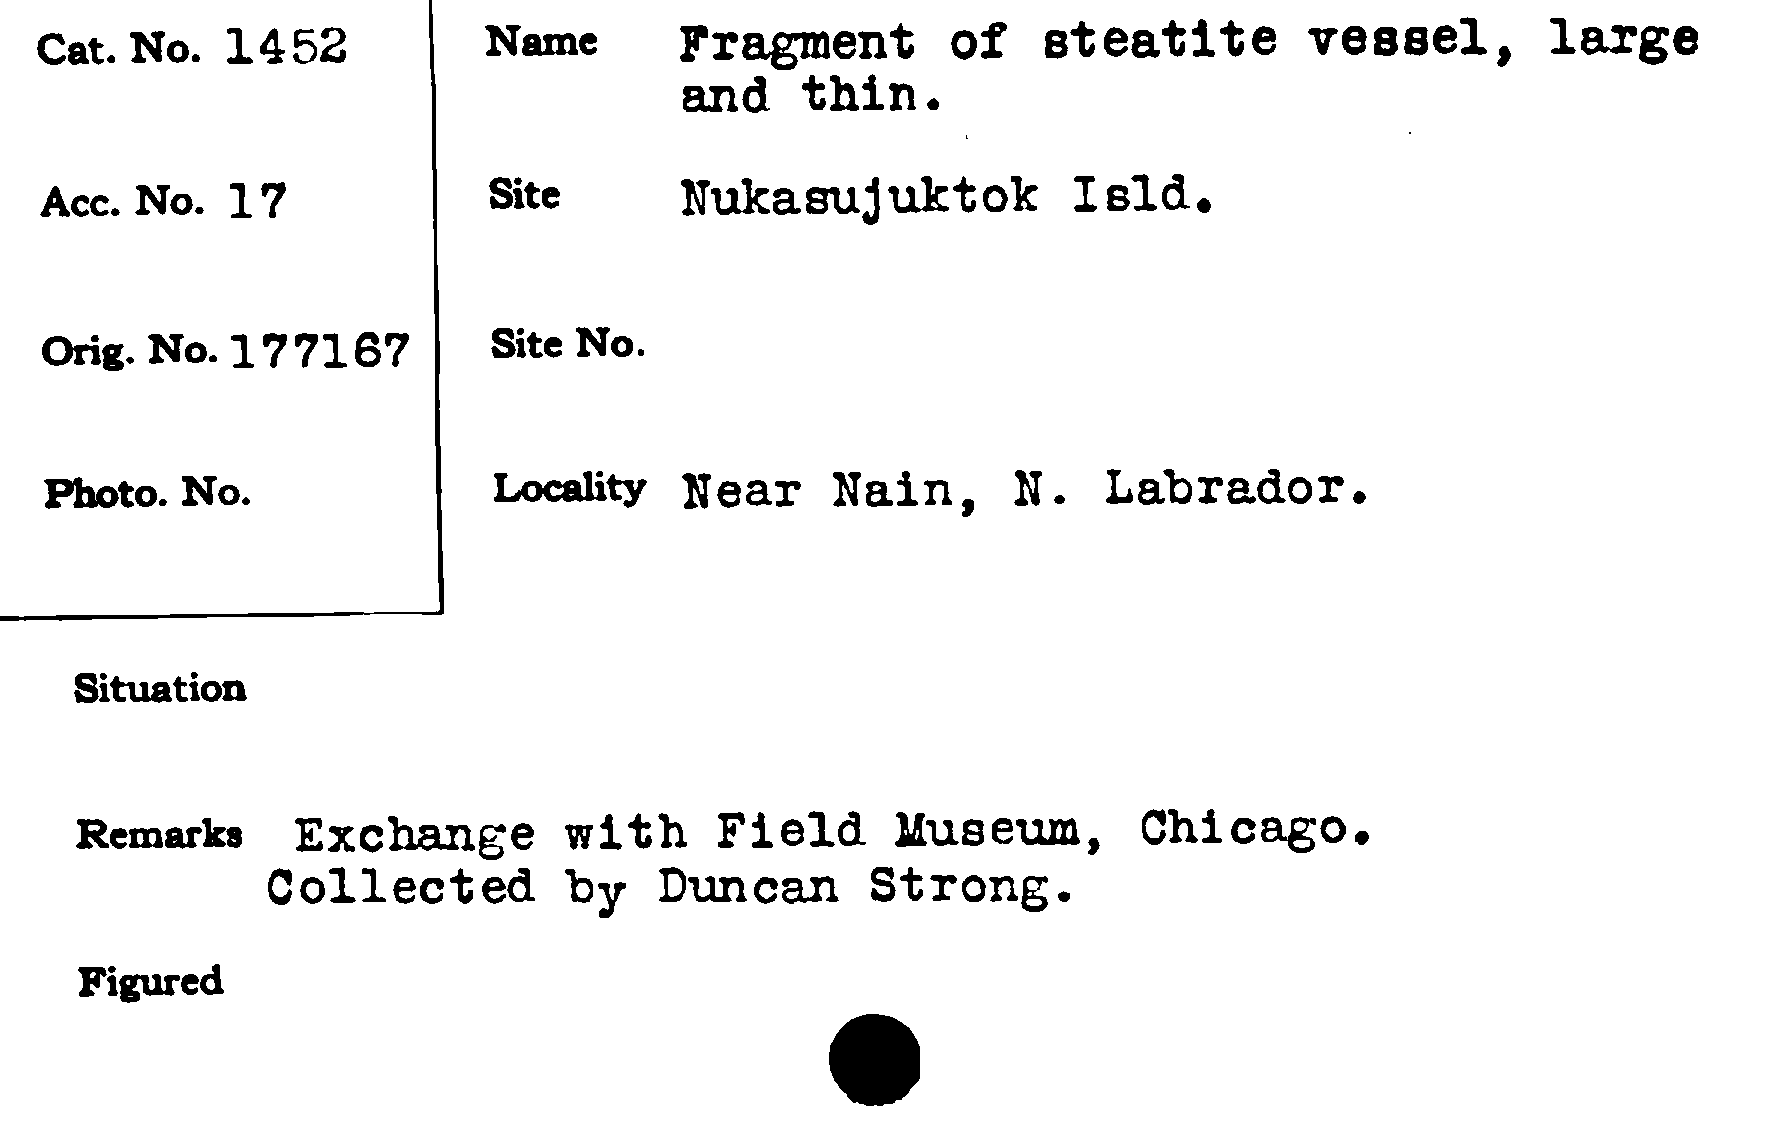 Cat. No. 1452
Name Fragment of steatite vessel, large
and thin.
Acc. No. 17
Site Nukasujuktok Isld.
Orig. No. 177167
Site No.
Photo. No.
Locality Near Nain, N. Labrador.
Situation
Remarks Exchange with Field Museum, Chicago.
Collected by Duncan Strong.
Figured